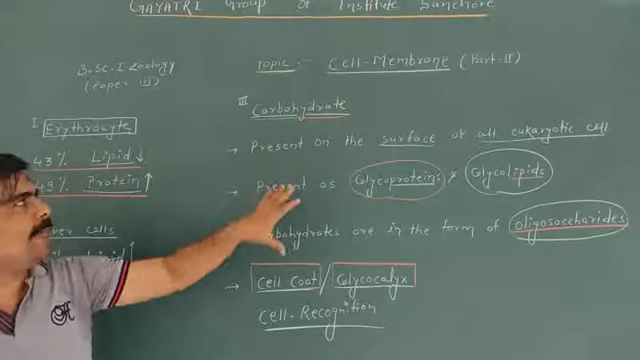 GAYATRE Group of Institute Sanchore
B.Sc-I Zoology
(Paper III)
Topic :- Cell-Membrane (Part-II)
I Erythrocyte
43% Lipid ↓
49% Protein ↑
cells
III Carbohydrate
→ Present on the surface of all eukaryotic cell
→ Present as Glycoproteins & Glycolipids
are in the form of Oligosaccharides
→ Cell Coat / Glycocalyx
Cell-Recognition